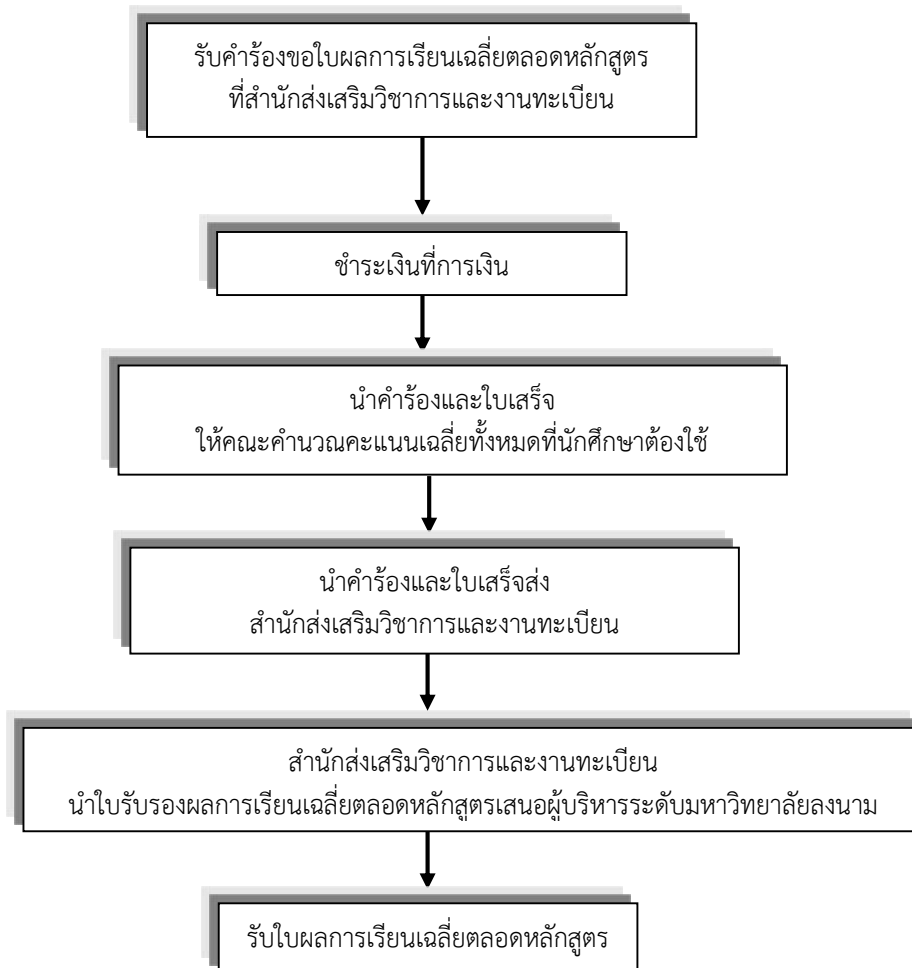 รับคำร้องขอใบผลการเรียนเฉลี่ยตลอดหลักสูตร
ที่สำนักส่งเสริมวิชาการและงานทะเบียน
ชำระเงินที่การเงิน
นำคำร้องและใบเสร็จ
ให้คณะคำนวณคะแนนเฉลี่ยทั้งหมดที่นักศึกษาต้องใช้
นำคำร้องและใบเสร็จส่ง
สำนักส่งเสริมวิชาการและงานทะเบียน
สำนักส่งเสริมวิชาการและงานทะเบียน
นำใบรับรองผลการเรียนเฉลี่ยตลอดหลักสูตรเสนอผู้บริหารระดับมหาวิทยาลัยลงนาม
รับใบผลการเรียนเฉลี่ยตลอดหลักสูตร